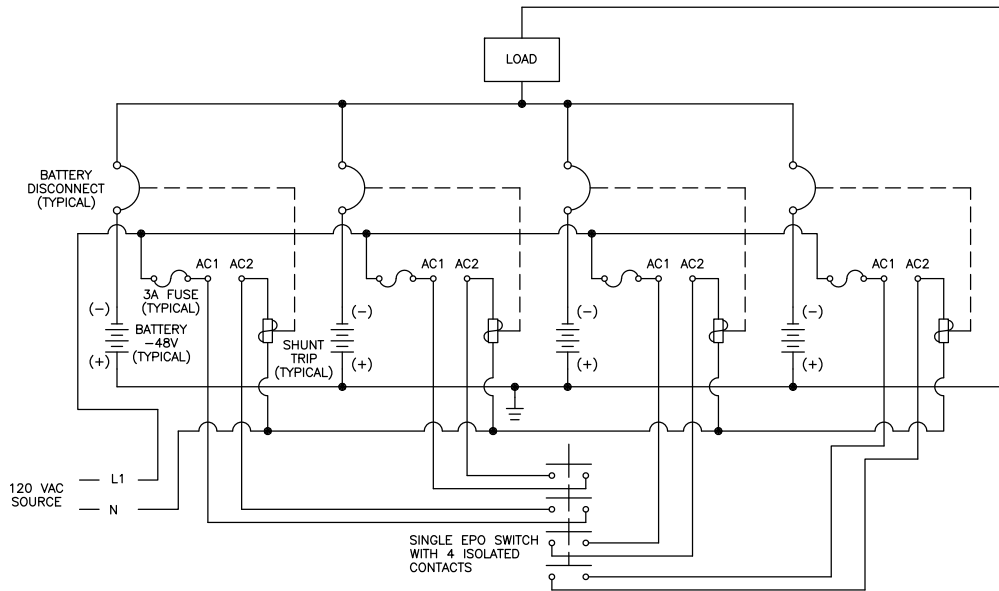 LOAD
BATTERY
DISCONNECT
(TYPICAL)
AC1 AC2
AC1 AC2
AC1 AC2
AC1 AC2
3A FUSE
(TYPICAL)
(-)
(-)
(-)
(-)
BATTERY
-48V
(TYPICAL)
SHUNT
TRIP
(TYPICAL)
(+)
(+)
(+)
(+)
120 VAC
SOURCE
L1
N
SINGLE EPO SWITCH
WITH 4 ISOLATED
CONTACTS